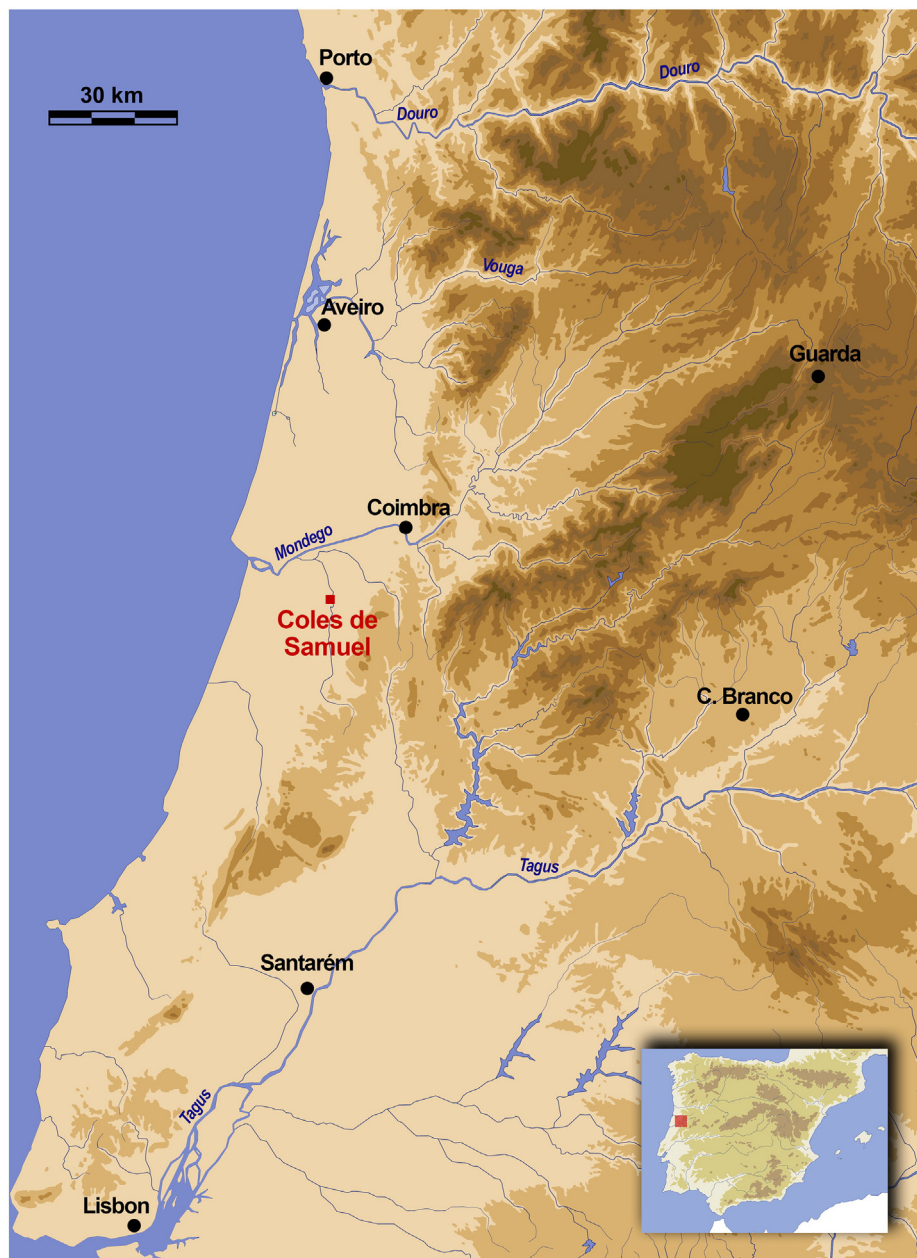 Porto
30 km
Douro
Douro
Vouga
Aveiro
Guarda
Coimbra
Mondego
Coles de
Samuel
C. Branco
Tagus
Santarém
Tagus
Lisbon